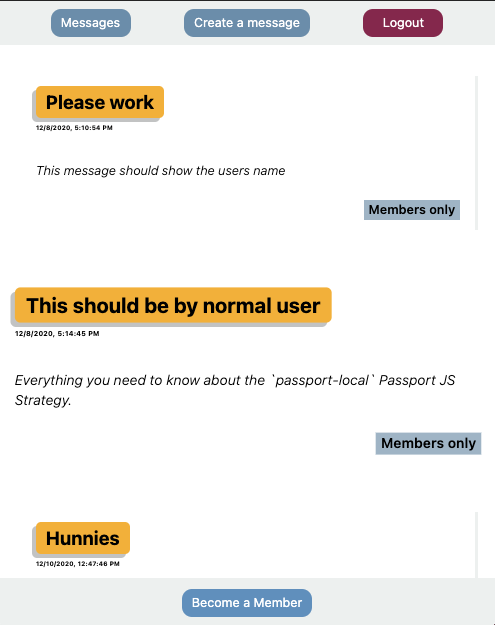 Messages
Create a message
Logout
Please work
12/8/2020, 5:10:54 PM
This message should show the users name
Members only
This should be by normal user
12/8/2020, 5:14:45 PM
Everything you need to know about the `passport-local` Passport JS
Strategy.
Members only
Hunnies
12/10/2020, 12:47:46 PM
Become a Member